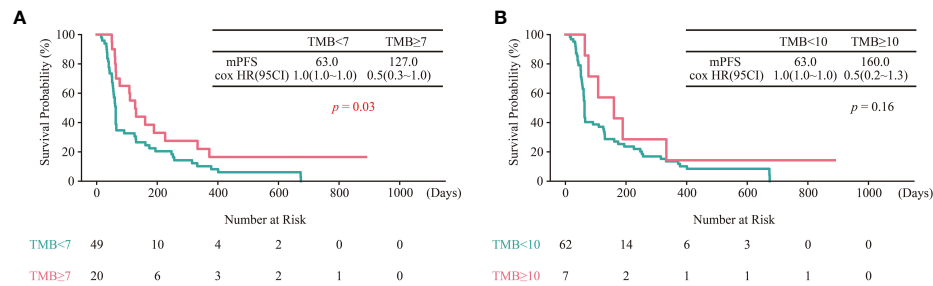 A
TMB<7 TMB≥7
mPFS 63.0 127.0
cox HR(95CI) 1.0(1.0~1.0) 0.5(0.3~1.0)
p = 0.03
Survival Probability (%)
100
80
60
40
20
0
0 200 400 600 800 1000 (Days)
Number at Risk
TMB<7 49 10 4 2 0 0
TMB≥7 20 6 3 2 1 0
B
TMB<10 TMB≥10
mPFS 63.0 160.0
cox HR(95CI) 1.0(1.0~1.0) 0.5(0.2~1.3)
p = 0.16
Survival Probability (%)
100
80
60
40
20
0
0 200 400 600 800 1000 (Days)
Number at Risk
TMB<10 62 14 6 3 0 0
TMB≥10 7 2 1 1 1 0